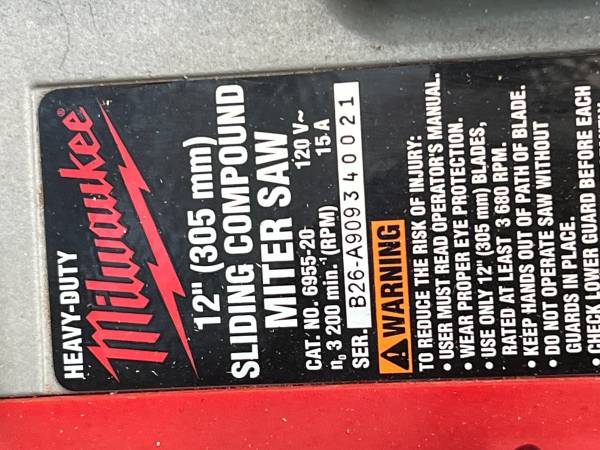 HEAVY-DUTY
Milwaukee®
12" (305 mm)
SLIDING COMPOUND
MITER SAW
CAT. NO. 6955-20 120 V~
n₀ 3 200 min.⁻¹ (RPM) 15 A
SER. B26-A909340021
WARNING
TO REDUCE THE RISK OF INJURY:
• USER MUST READ OPERATOR'S MANUAL.
• WEAR PROPER EYE PROTECTION.
• USE ONLY 12" (305 mm) BLADES,
RATED AT LEAST 3 680 RPM.
• KEEP HANDS OUT OF PATH OF BLADE.
• DO NOT OPERATE SAW WITHOUT
GUARDS IN PLACE.
• CHECK LOWER GUARD BEFORE EACH